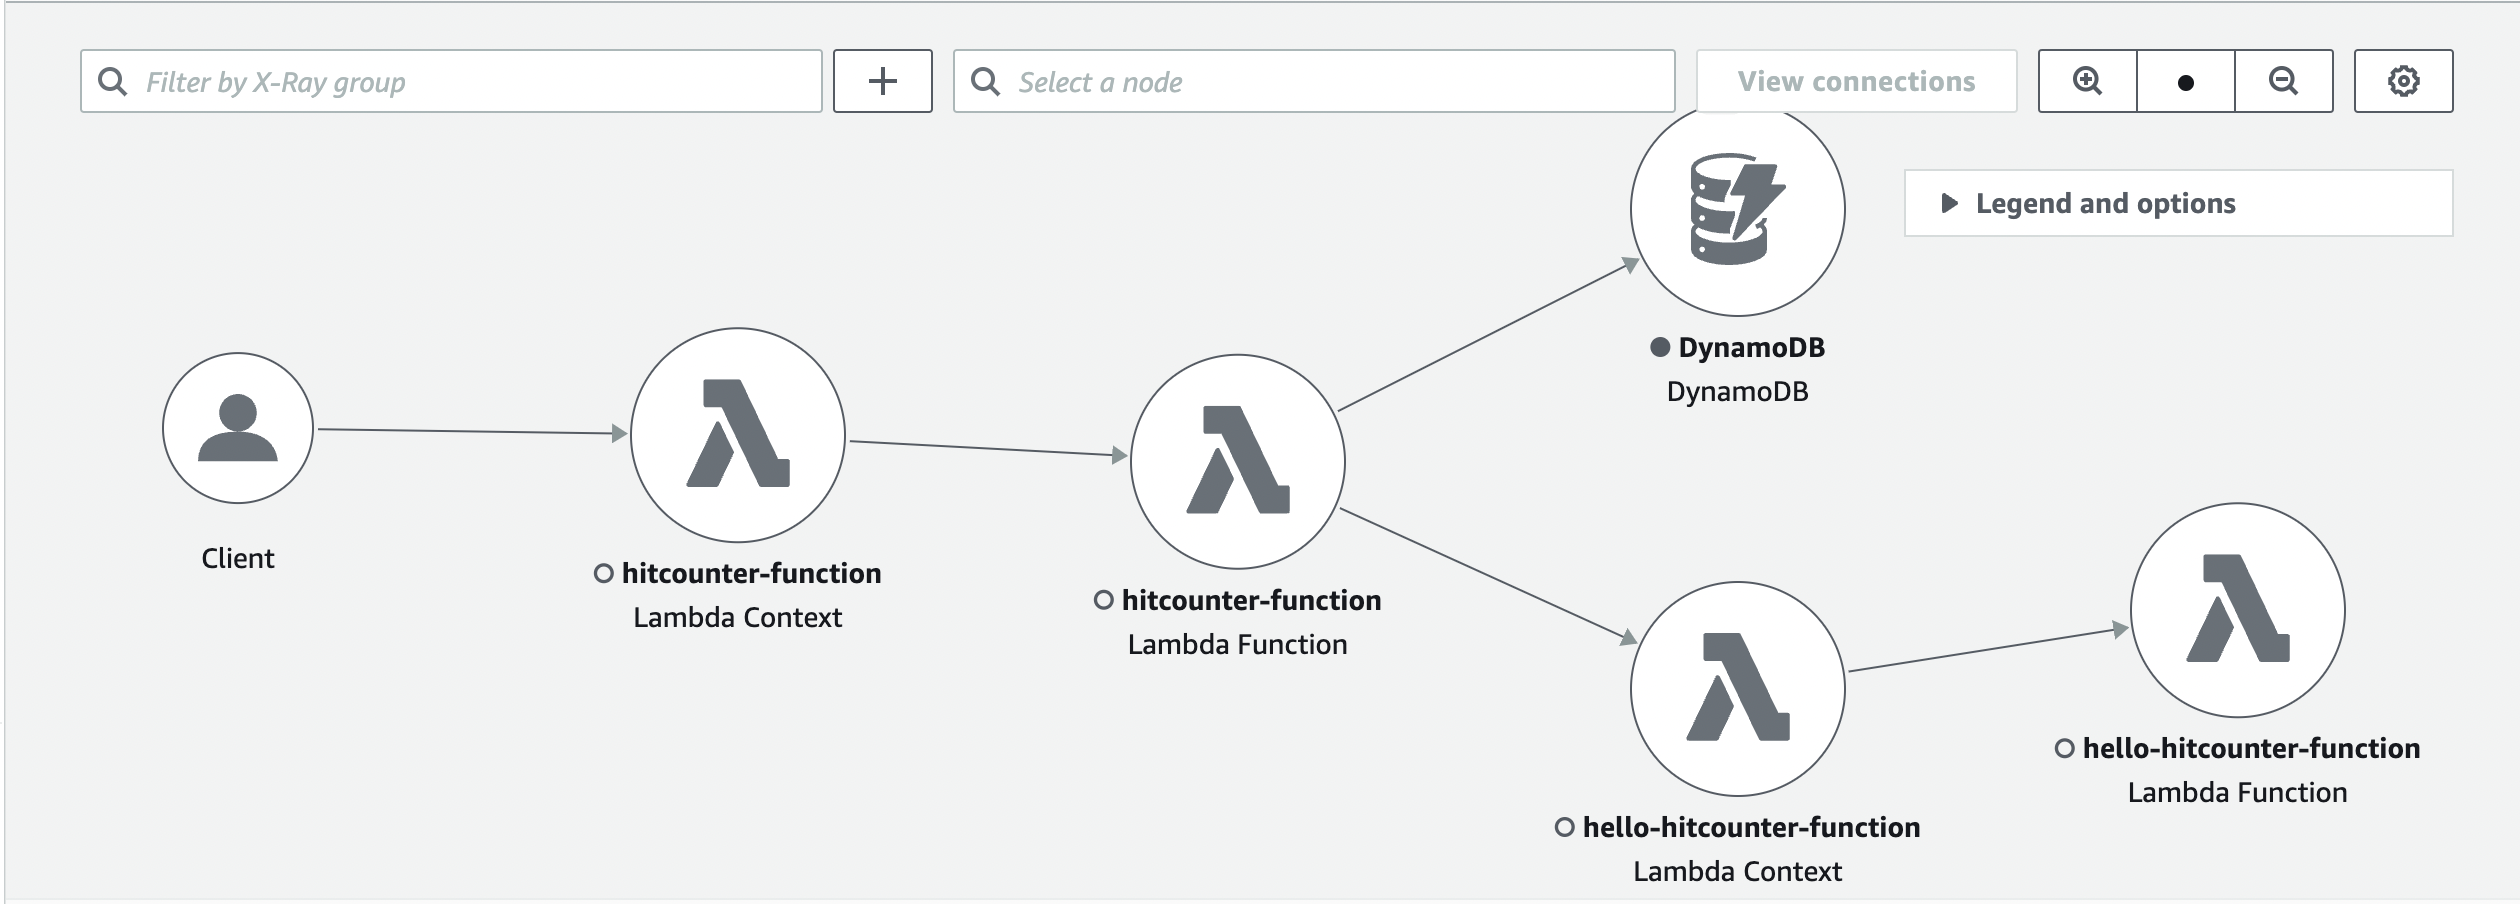 Filter by X-Ray group
Select a node
View connections
Legend and options
DynamoDB
DynamoDB
Client
hitcounter-function
Lambda Context
hitcounter-function
Lambda Function
hello-hitcounter-function
Lambda Function
hello-hitcounter-function
Lambda Context